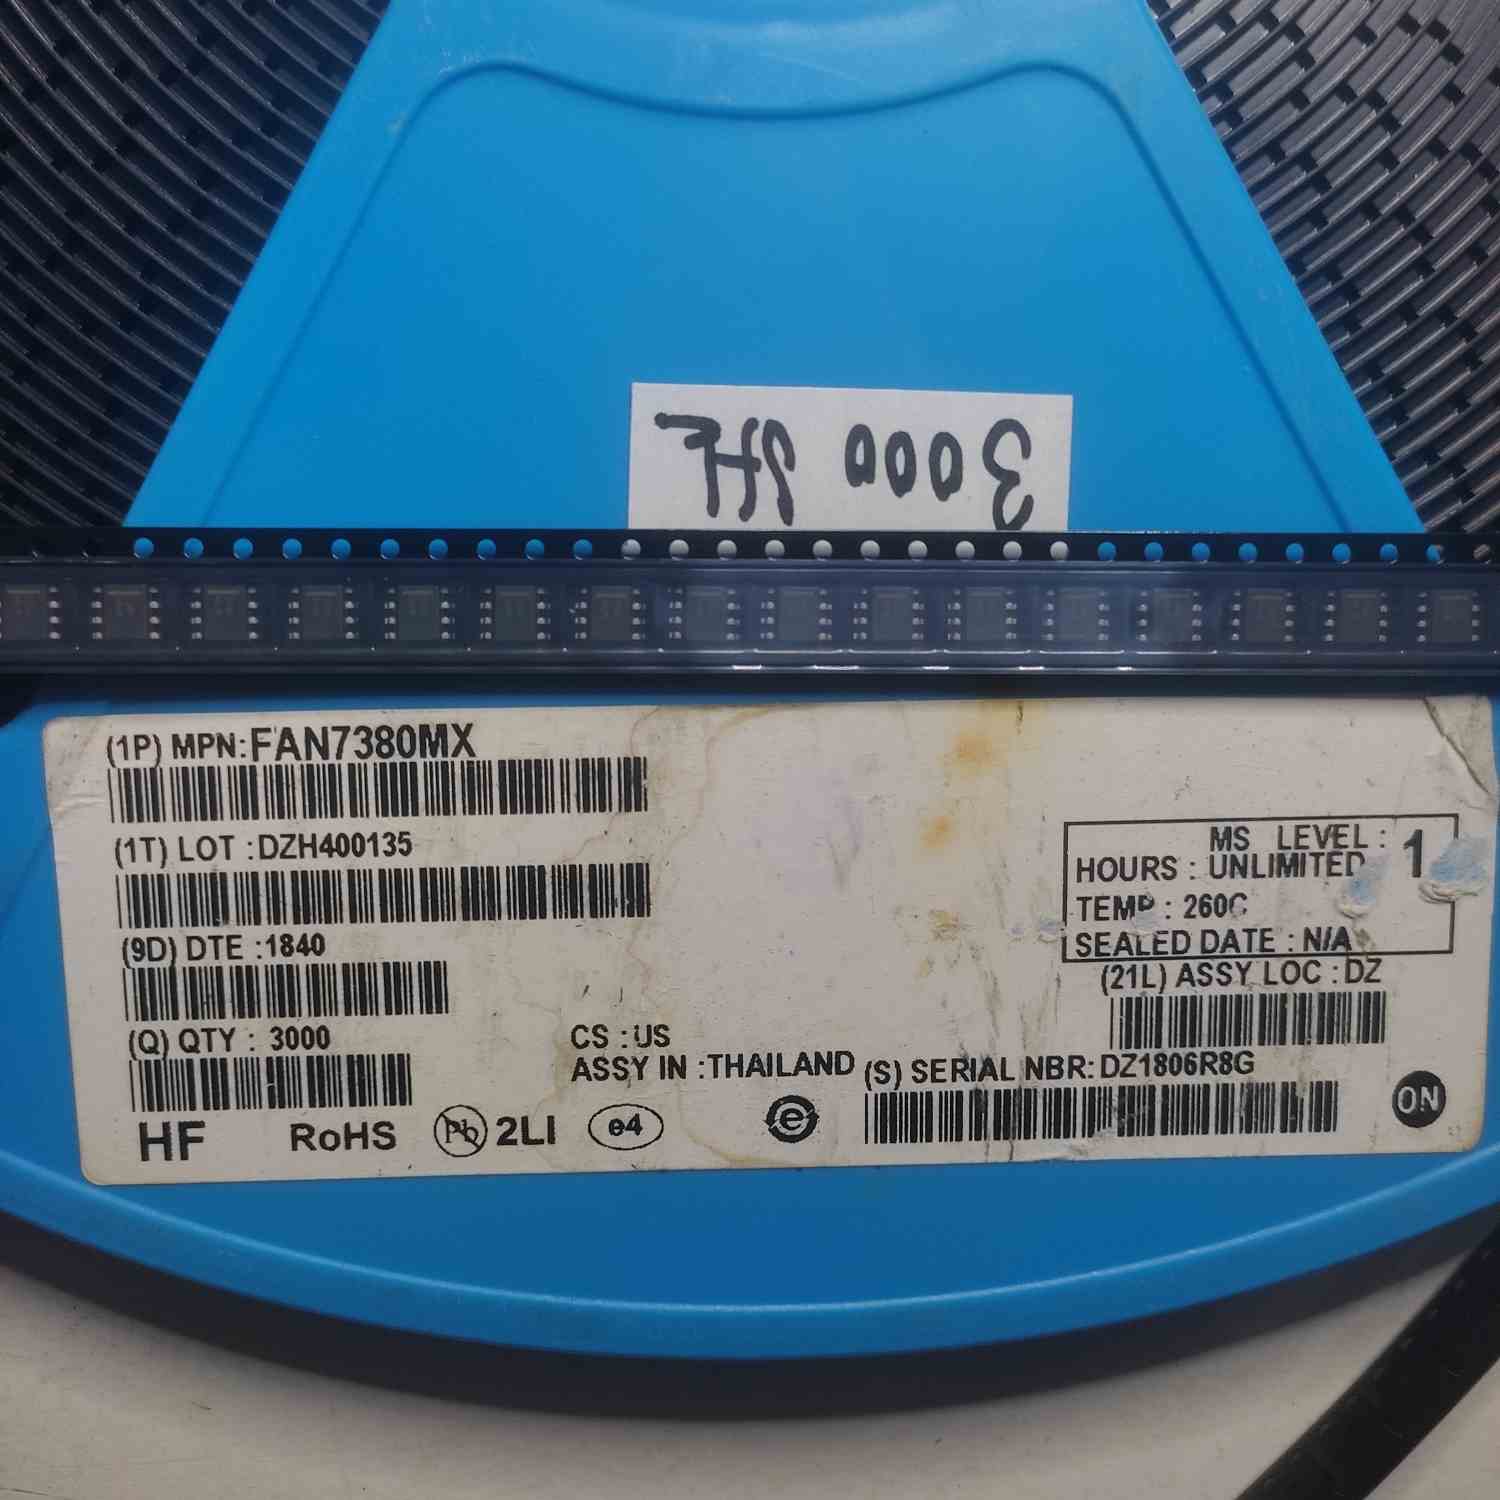 3000 SHL
(1P) MPN:FAN7380MX
(1T) LOT :DZH400135
(9D) DTE :1840
(Q) QTY : 3000
MS LEVEL : 1
HOURS : UNLIMITED
TEMP : 260C
SEALED DATE : N/A
(21L) ASSY LOC : DZ
CS : US
ASSY IN : THAILAND
(S) SERIAL NBR: DZ1806R8G
HF RoHS Pb 2LI e4 e
ON